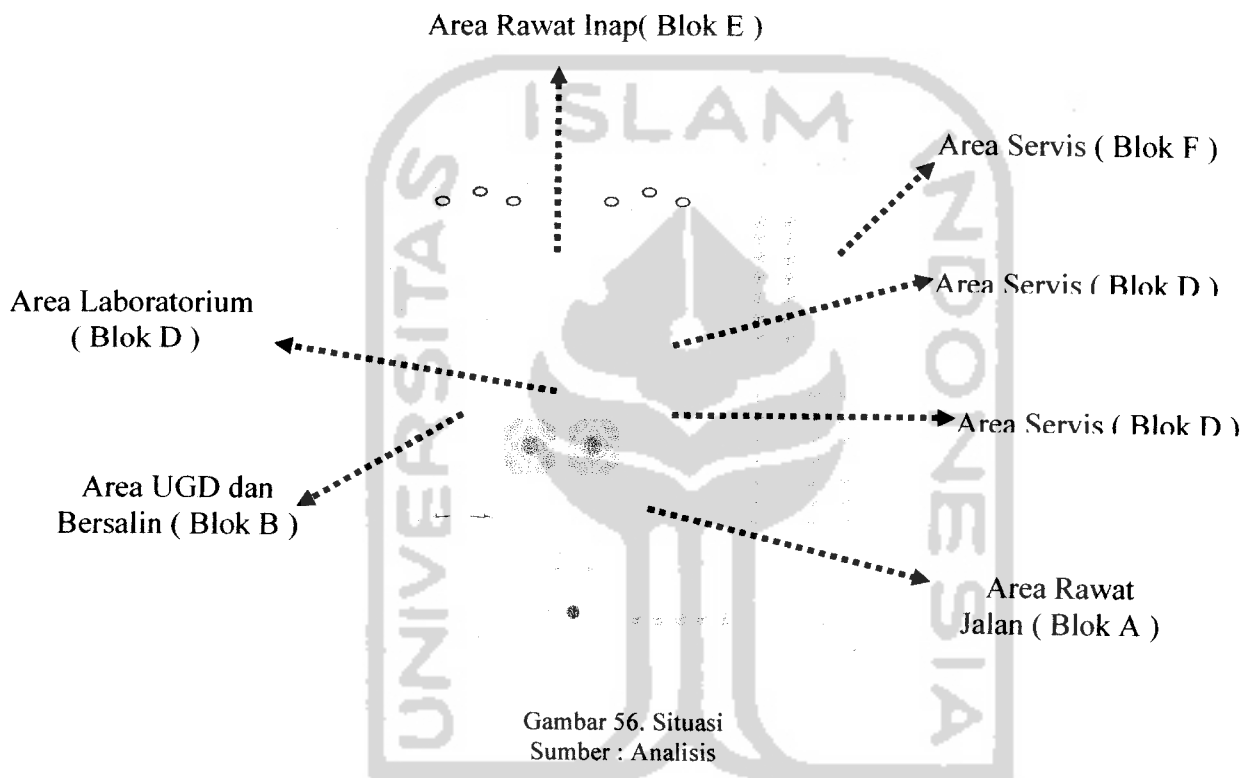 Area Rawat Inap( Blok E )
ISLAM
UNIVERSITAS
INDONESIA
Area Servis ( Blok F )
Area Servis ( Blok D )
Area Laboratorium
( Blok D )
Area Servis ( Blok D )
Area UGD dan
Bersalin ( Blok B )
Area Rawat
Jalan ( Blok A )
Gambar 56. Situasi
Sumber : Analisis